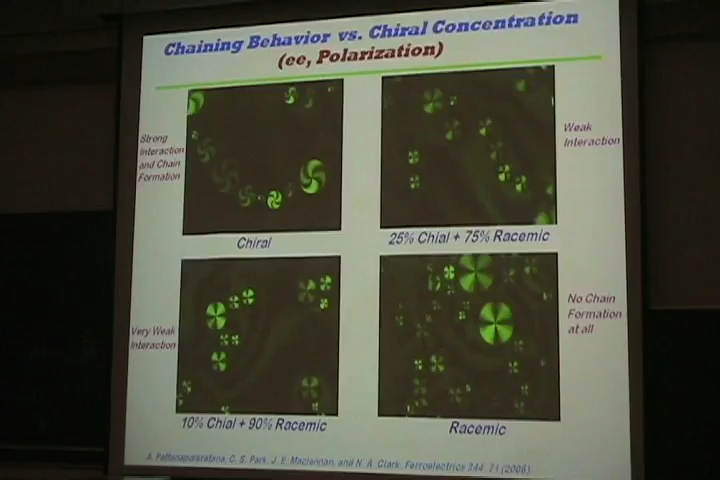 Chaining Behavior vs. Chiral Concentration
(ee, Polarization)
Strong
Interaction
and Chain
Formation
Weak
Interaction
Chiral
25% Chial + 75% Racemic
Very Weak
Interaction
No Chain
Formation
at all
10% Chial + 90% Racemic
Racemic
A. Pattanaporkratana, C. S. Park, J. E. Maclennan, and N. A. Clark, Ferroelectrics 344, 71 (2006)